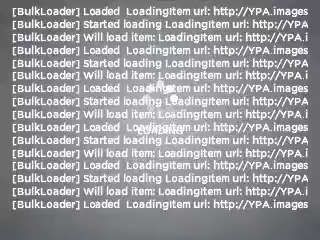 [BulkLoader] Loaded  LoadingItem url: http://YPA.images
[BulkLoader] Started loading LoadingItem url: http://YPA
[BulkLoader] Will load item: LoadingItem url: http://YPA.i
[BulkLoader] Loaded  LoadingItem url: http://YPA.images
[BulkLoader] Started loading LoadingItem url: http://YPA
[BulkLoader] Will load item: LoadingItem url: http://YPA.i
[BulkLoader] Loaded  LoadingItem url: http://YPA.images
[BulkLoader] Started loading LoadingItem url: http://YPA
[BulkLoader] Will load item: LoadingItem url: http://YPA.i
[BulkLoader] Loaded  LoadingItem url: http://YPA.images
LOADING
[BulkLoader] Started loading LoadingItem url: http://YPA
[BulkLoader] Will load item: LoadingItem url: http://YPA.i
[BulkLoader] Loaded  LoadingItem url: http://YPA.images
[BulkLoader] Started loading LoadingItem url: http://YPA
[BulkLoader] Will load item: LoadingItem url: http://YPA.i
[BulkLoader] Loaded  LoadingItem url: http://YPA.images